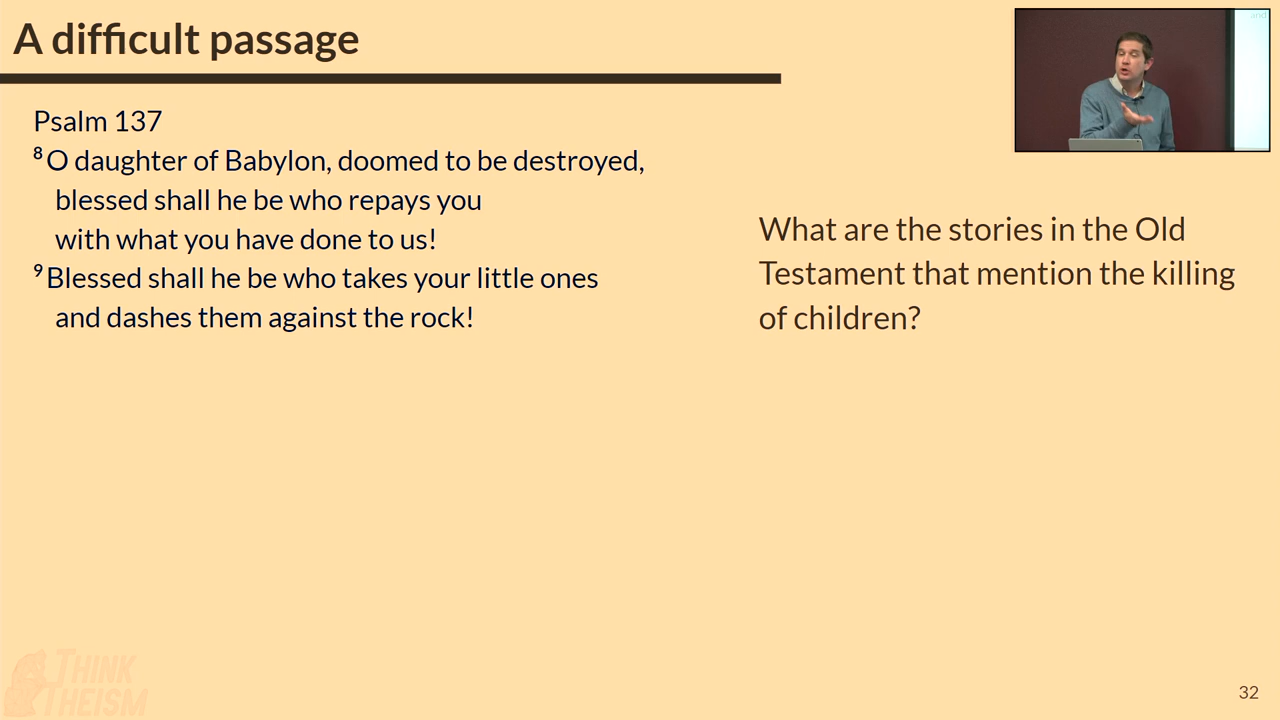 A difficult passage
and
Psalm 137
⁸O daughter of Babylon, doomed to be destroyed,
blessed shall he be who repays you
with what you have done to us!
⁹Blessed shall he be who takes your little ones
and dashes them against the rock!
What are the stories in the Old
Testament that mention the killing
of children?
THINK
THEISM
32